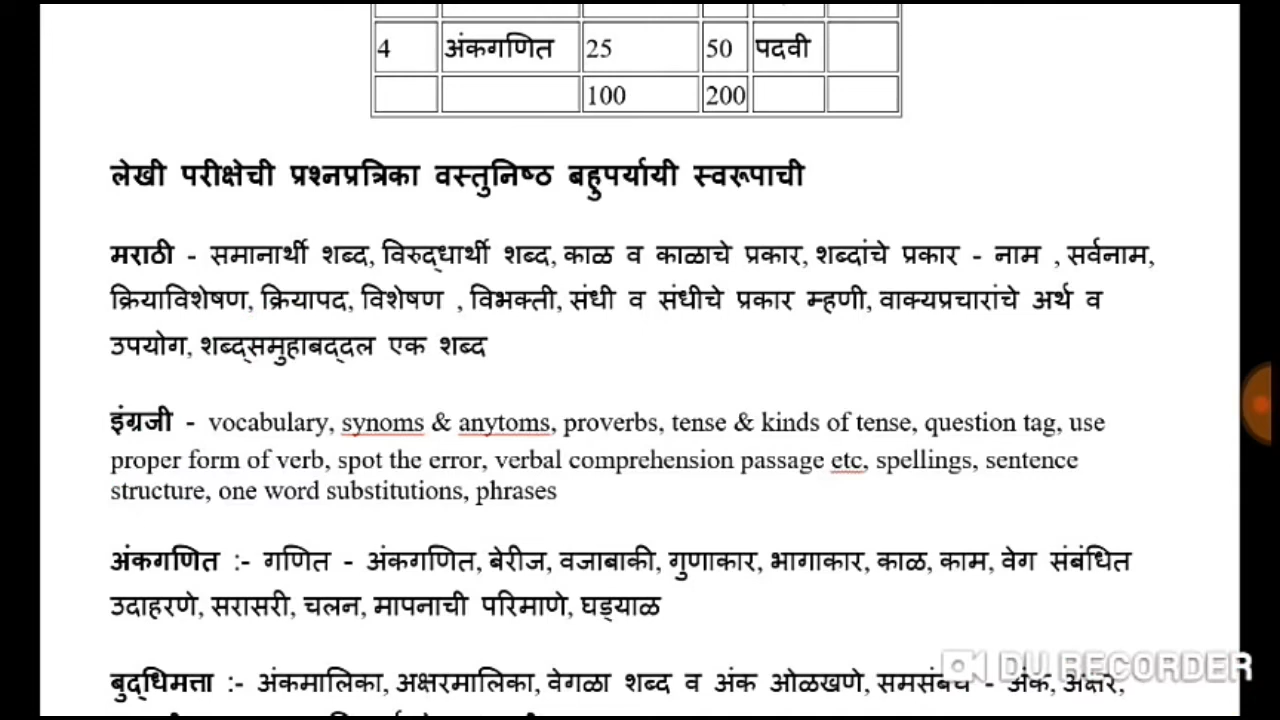 4 अंकगणित 25 50 पदवी
100 200
लेखी परीक्षेची प्रश्नप्रत्रिका वस्तुनिष्ठ बहुपर्यायी स्वरूपाची
मराठी - समानार्थी शब्द, विरुद्धार्थी शब्द, काळ व काळाचे प्रकार, शब्दांचे प्रकार - नाम , सर्वनाम,
क्रियाविशेषण, क्रियापद, विशेषण , विभक्ती, संधी व संधीचे प्रकार म्हणी, वाक्यप्रचारांचे अर्थ व
उपयोग, शब्द्समुहाबद्दल एक शब्द
इंग्रजी - vocabulary, synoms & anytoms, proverbs, tense & kinds of tense, question tag, use
proper form of verb, spot the error, verbal comprehension passage etc, spellings, sentence
structure, one word substitutions, phrases
अंकगणित :- गणित - अंकगणित, बेरीज, वजाबाकी, गुणाकार, भागाकार, काळ, काम, वेग संबंधित
उदाहरणे, सरासरी, चलन, मापनाची परिमाणे, घड्याळ
बुद्धिमत्ता :- अंकमालिका, अक्षरमालिका, वेगळा शब्द व अंक ओळखणे, समसंबंध - अंक, अक्षर,
DU RECORDER